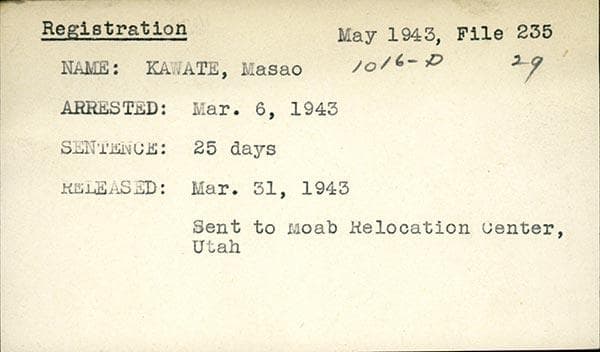 Registration May 1943, File 235
NAME: KAWATE, Masao 1016-D 29
ARRESTED: Mar. 6, 1943
SENTENCE: 25 days
RELEASED: Mar. 31, 1943
Sent to Moab Relocation Center,
Utah